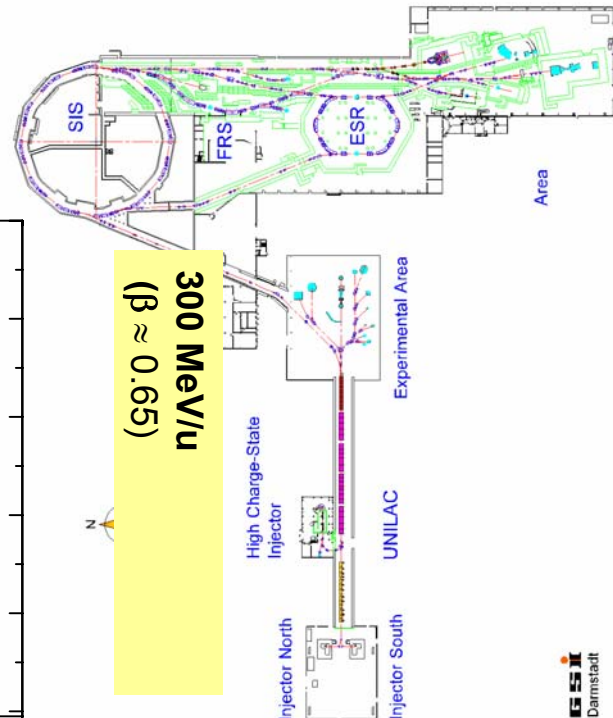 SIS
FRS
ESR
Area
300 MeV/u
(β ≈ 0.65)
Experimental Area
N
High Charge-State
Injector
UNILAC
Injector North
Injector South
GSI
Darmstadt